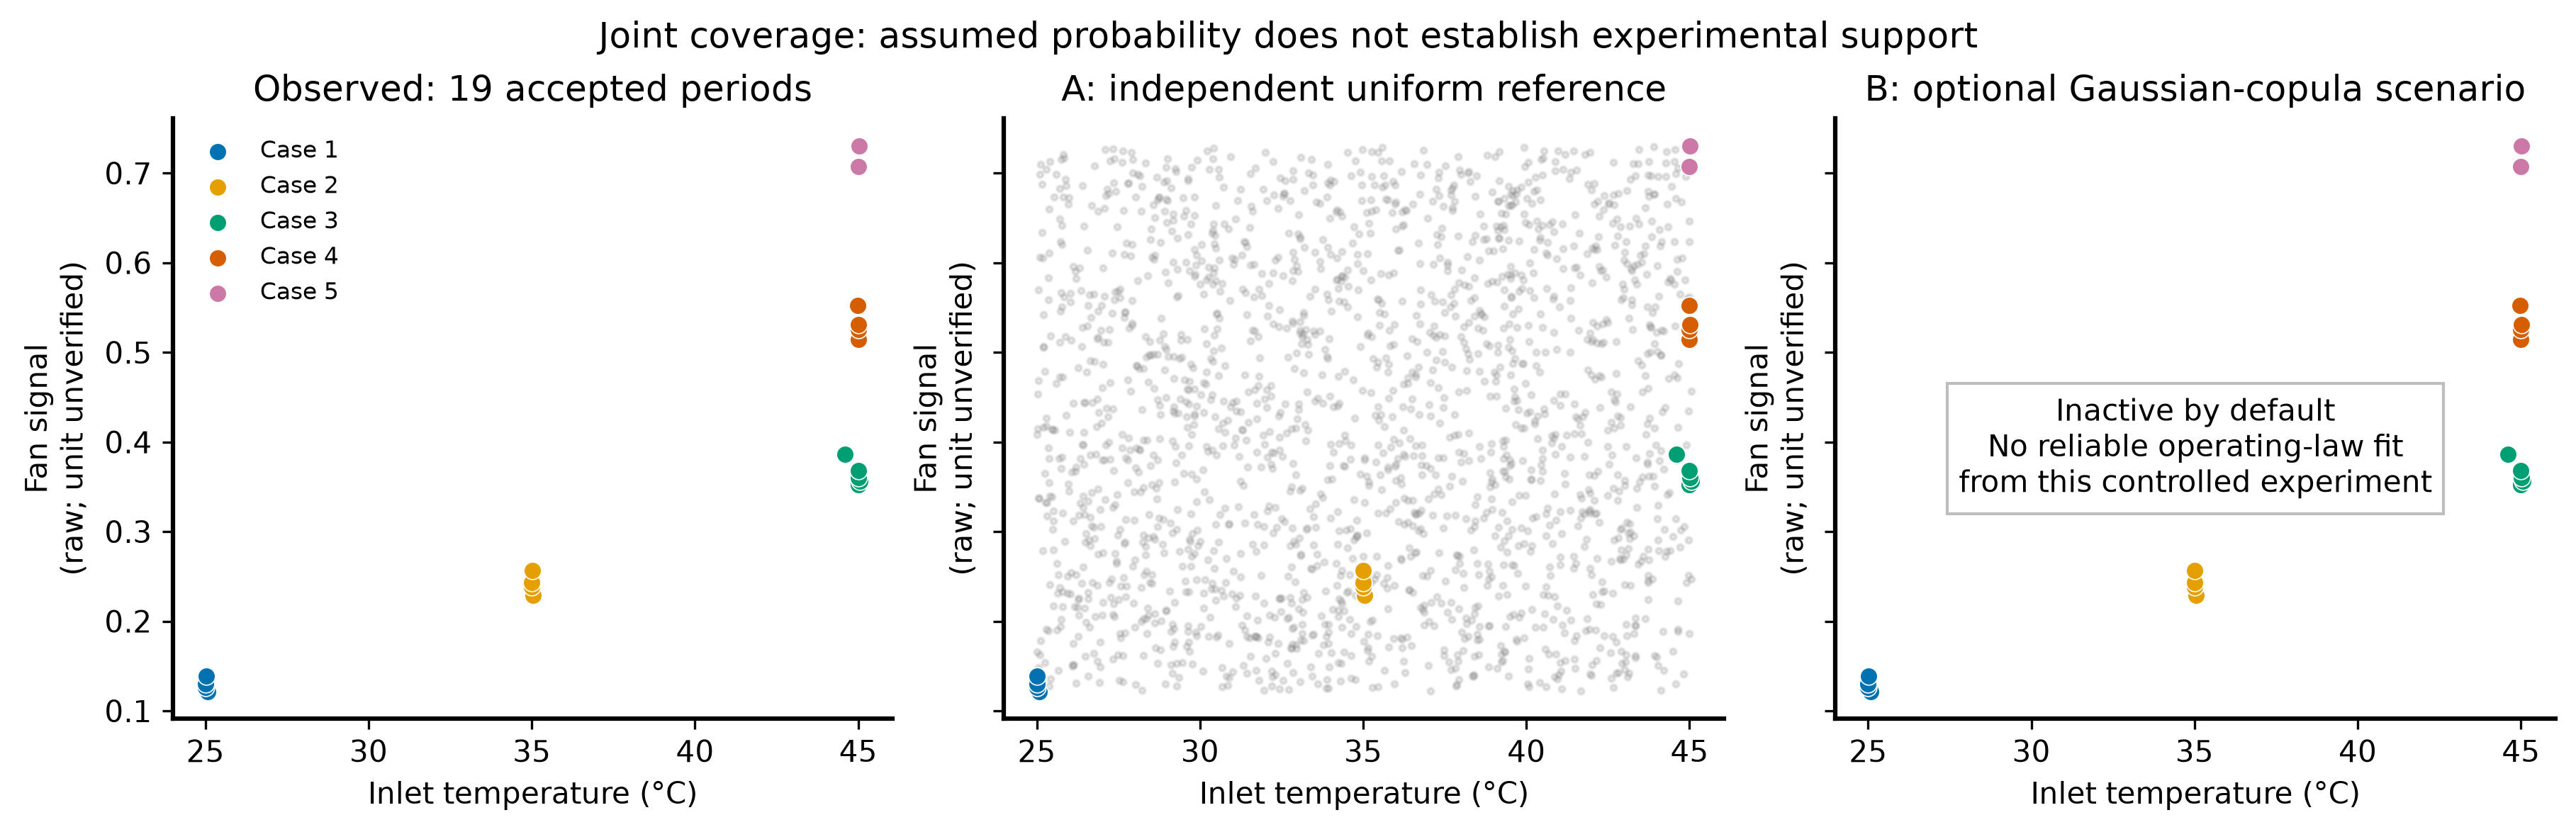 Joint coverage: assumed probability does not establish experimental support
Observed: 19 accepted periods
Case 1
Case 2
Case 3
Case 4
Case 5
0.7
0.6
0.5
0.4
0.3
0.2
0.1
Fan signal
(raw; unit unverified)
25
30
35
40
45
Inlet temperature (°C)
A: independent uniform reference
Fan signal
(raw; unit unverified)
25
30
35
40
45
Inlet temperature (°C)
B: optional Gaussian-copula scenario
Fan signal
(raw; unit unverified)
Inactive by default
No reliable operating-law fit
from this controlled experiment
25
30
35
40
45
Inlet temperature (°C)